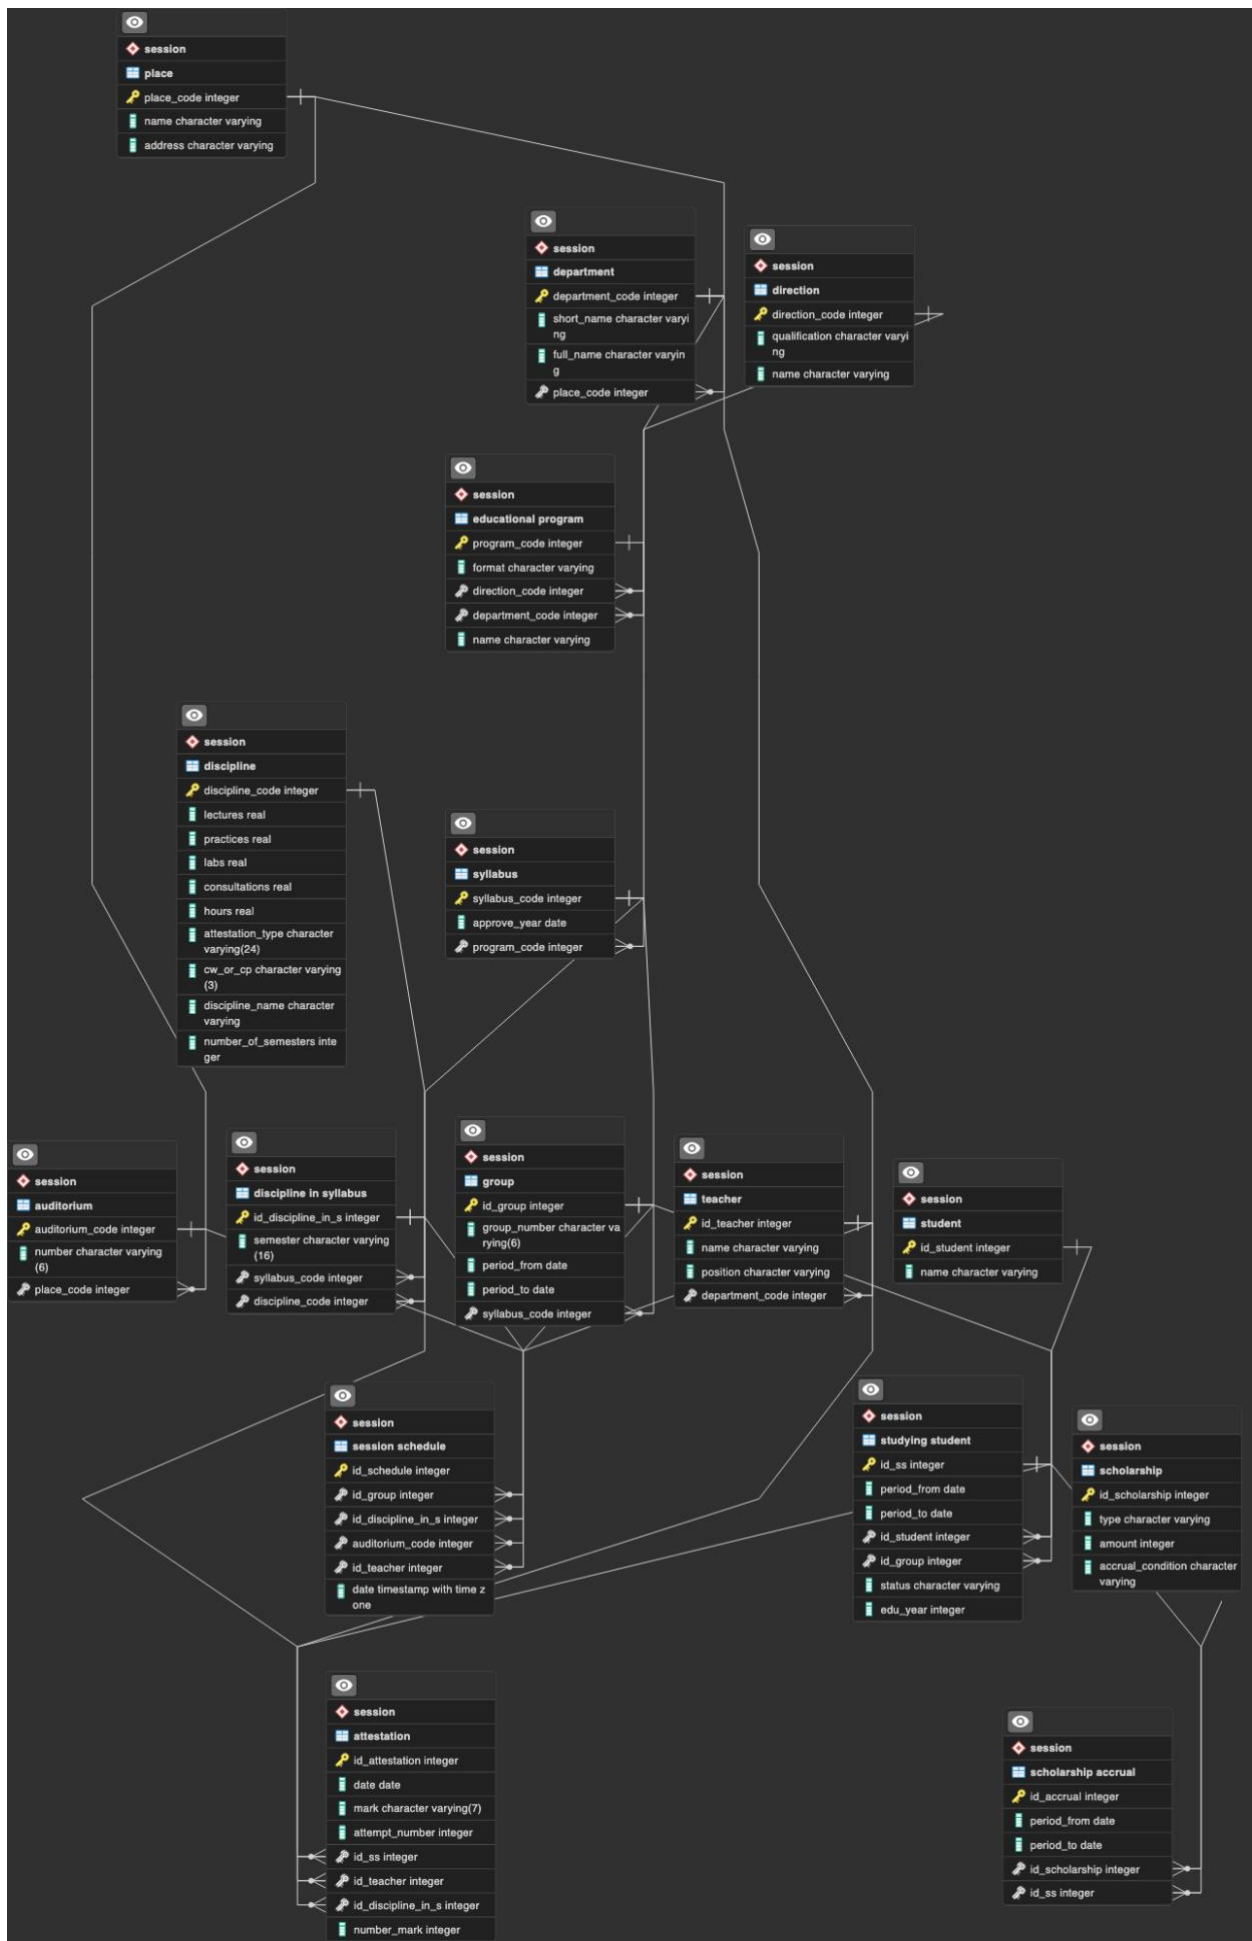 session
place
place_code integer
name character varying
address character varying
session
department
department_code integer
short_name character varyi
ng
full_name character varyin
g
place_code integer
session
direction
direction_code integer
qualification character varyi
ng
name character varying
session
educational program
program_code integer
format character varying
direction_code integer
department_code integer
name character varying
session
discipline
discipline_code integer
lectures real
practices real
labs real
consultations real
hours real
attestation_type character
varying(24)
cw_or_cp character varying
(3)
discipline_name character
varying
number_of_semesters inte
ger
session
syllabus
syllabus_code integer
approve_year date
program_code integer
session
auditorium
auditorium_code integer
number character varying
(6)
place_code integer
session
discipline in syllabus
id_discipline_in_s integer
semester character varying
(16)
syllabus_code integer
discipline_code integer
session
group
id_group integer
group_number character va
rying(6)
period_from date
period_to date
syllabus_code integer
session
teacher
id_teacher integer
name character varying
position character varying
department_code integer
session
student
id_student integer
name character varying
session
session schedule
id_schedule integer
id_group integer
id_discipline_in_s integer
auditorium_code integer
id_teacher integer
date timestamp with time z
one
session
studying student
id_ss integer
period_from date
period_to date
id_student integer
id_group integer
status character varying
edu_year integer
session
scholarship
id_scholarship integer
type character varying
amount integer
accrual_condition character
varying
session
attestation
id_attestation integer
date date
mark character varying(7)
attempt_number integer
id_ss integer
id_teacher integer
id_discipline_in_s integer
number_mark integer
session
scholarship accrual
id_accrual integer
period_from date
period_to date
id_scholarship integer
id_ss integer